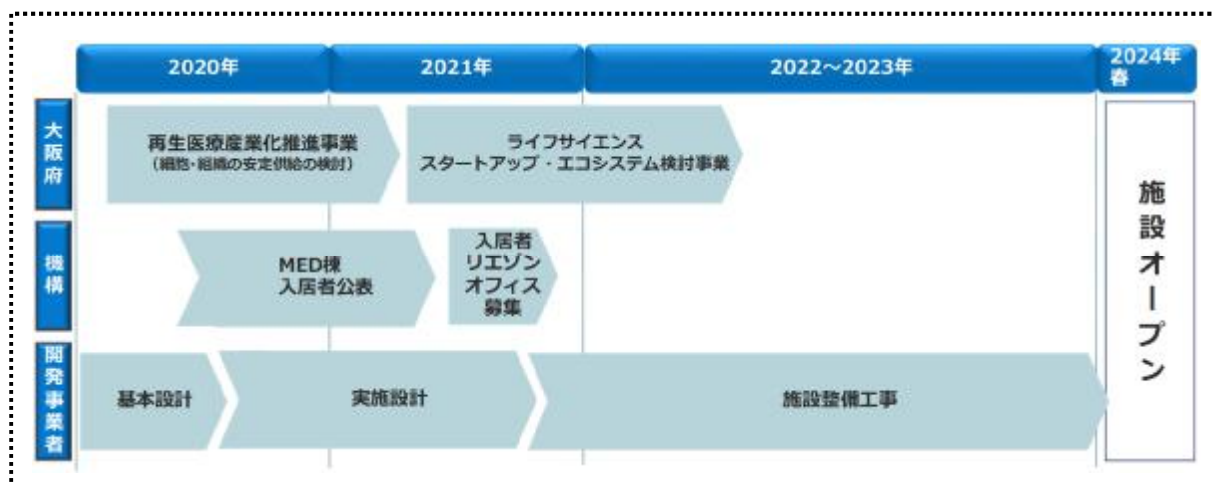 2020年
2021年
2022～2023年
2024年
春
大阪府
再生医療産業化推進事業
（細胞・組織の安定供給の検討）
ライフサイエンス
スタートアップ・エコシステム検討事業
機構
MED棟
入居者公表
入居者
リエゾン
オフィス
募集
開発事業者
基本設計
実施設計
施設整備工事
施設オープン